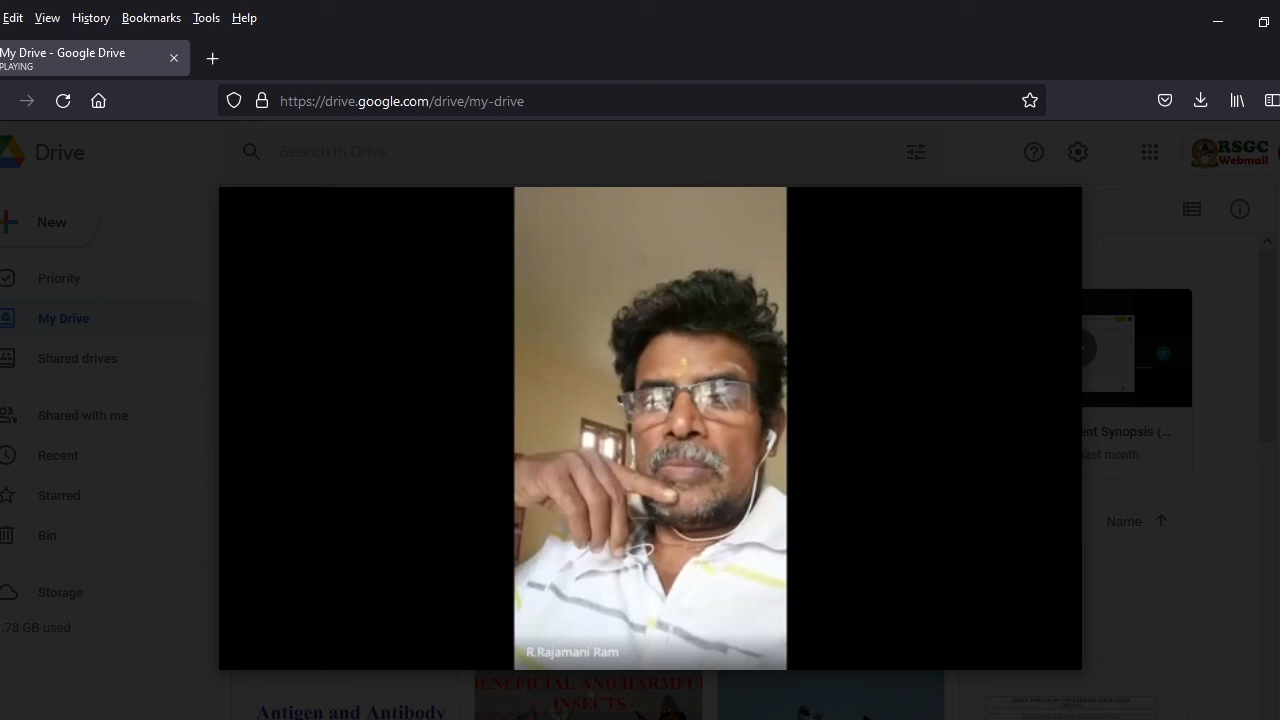 Edit View History Bookmarks Tools Help
My Drive - Google Drive
PLAYING
https://drive.google.com/drive/my-drive
Drive
Search in Drive
RSGC
Webmail
New
Priority
My Drive
Shared drives
Shared with me
Recent
Starred
Bin
Storage
.78 GB used
ent Synopsis (...
past month
Name
R.Rajamani Ram
BENEFICIAL AND HARMFU
INSECTS
Antigen and Antibody